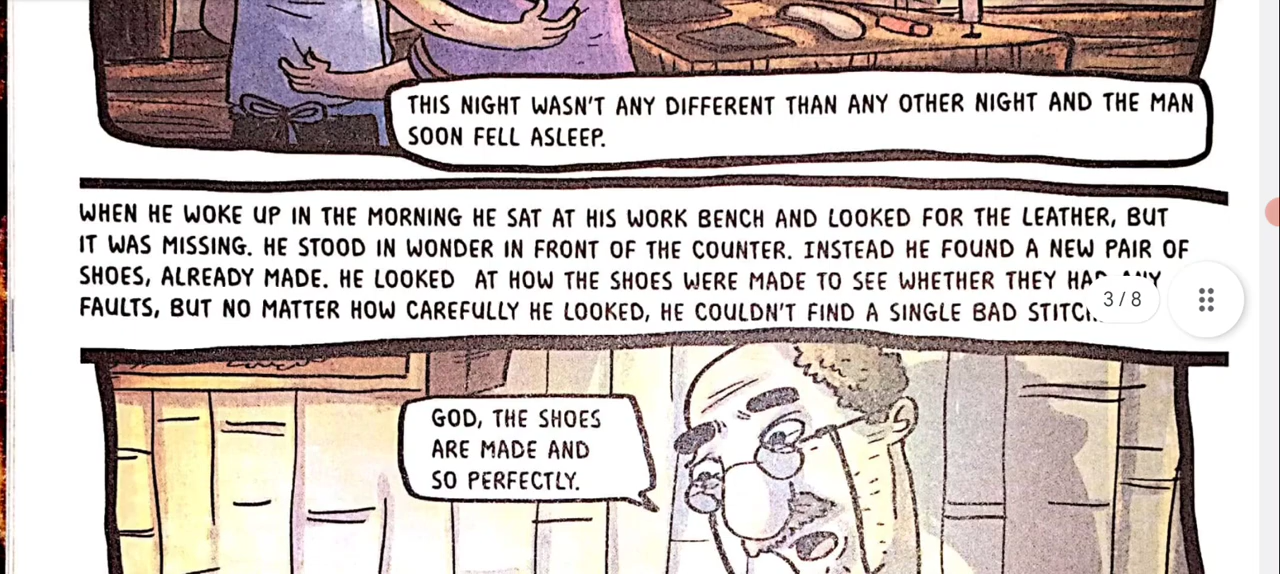 THIS NIGHT WASN'T ANY DIFFERENT THAN ANY OTHER NIGHT AND THE MAN
SOON FELL ASLEEP.
WHEN HE WOKE UP IN THE MORNING HE SAT AT HIS WORK BENCH AND LOOKED FOR THE LEATHER, BUT
IT WAS MISSING. HE STOOD IN WONDER IN FRONT OF THE COUNTER. INSTEAD HE FOUND A NEW PAIR OF
SHOES, ALREADY MADE. HE LOOKED AT HOW THE SHOES WERE MADE TO SEE WHETHER THEY
FAULTS, BUT NO MATTER HOW CAREFULLY HE LOOKED, HE COULDN'T FIND A SINGLE BAD
3/8
GOD, THE SHOES
ARE MADE AND
SO PERFECTLY.